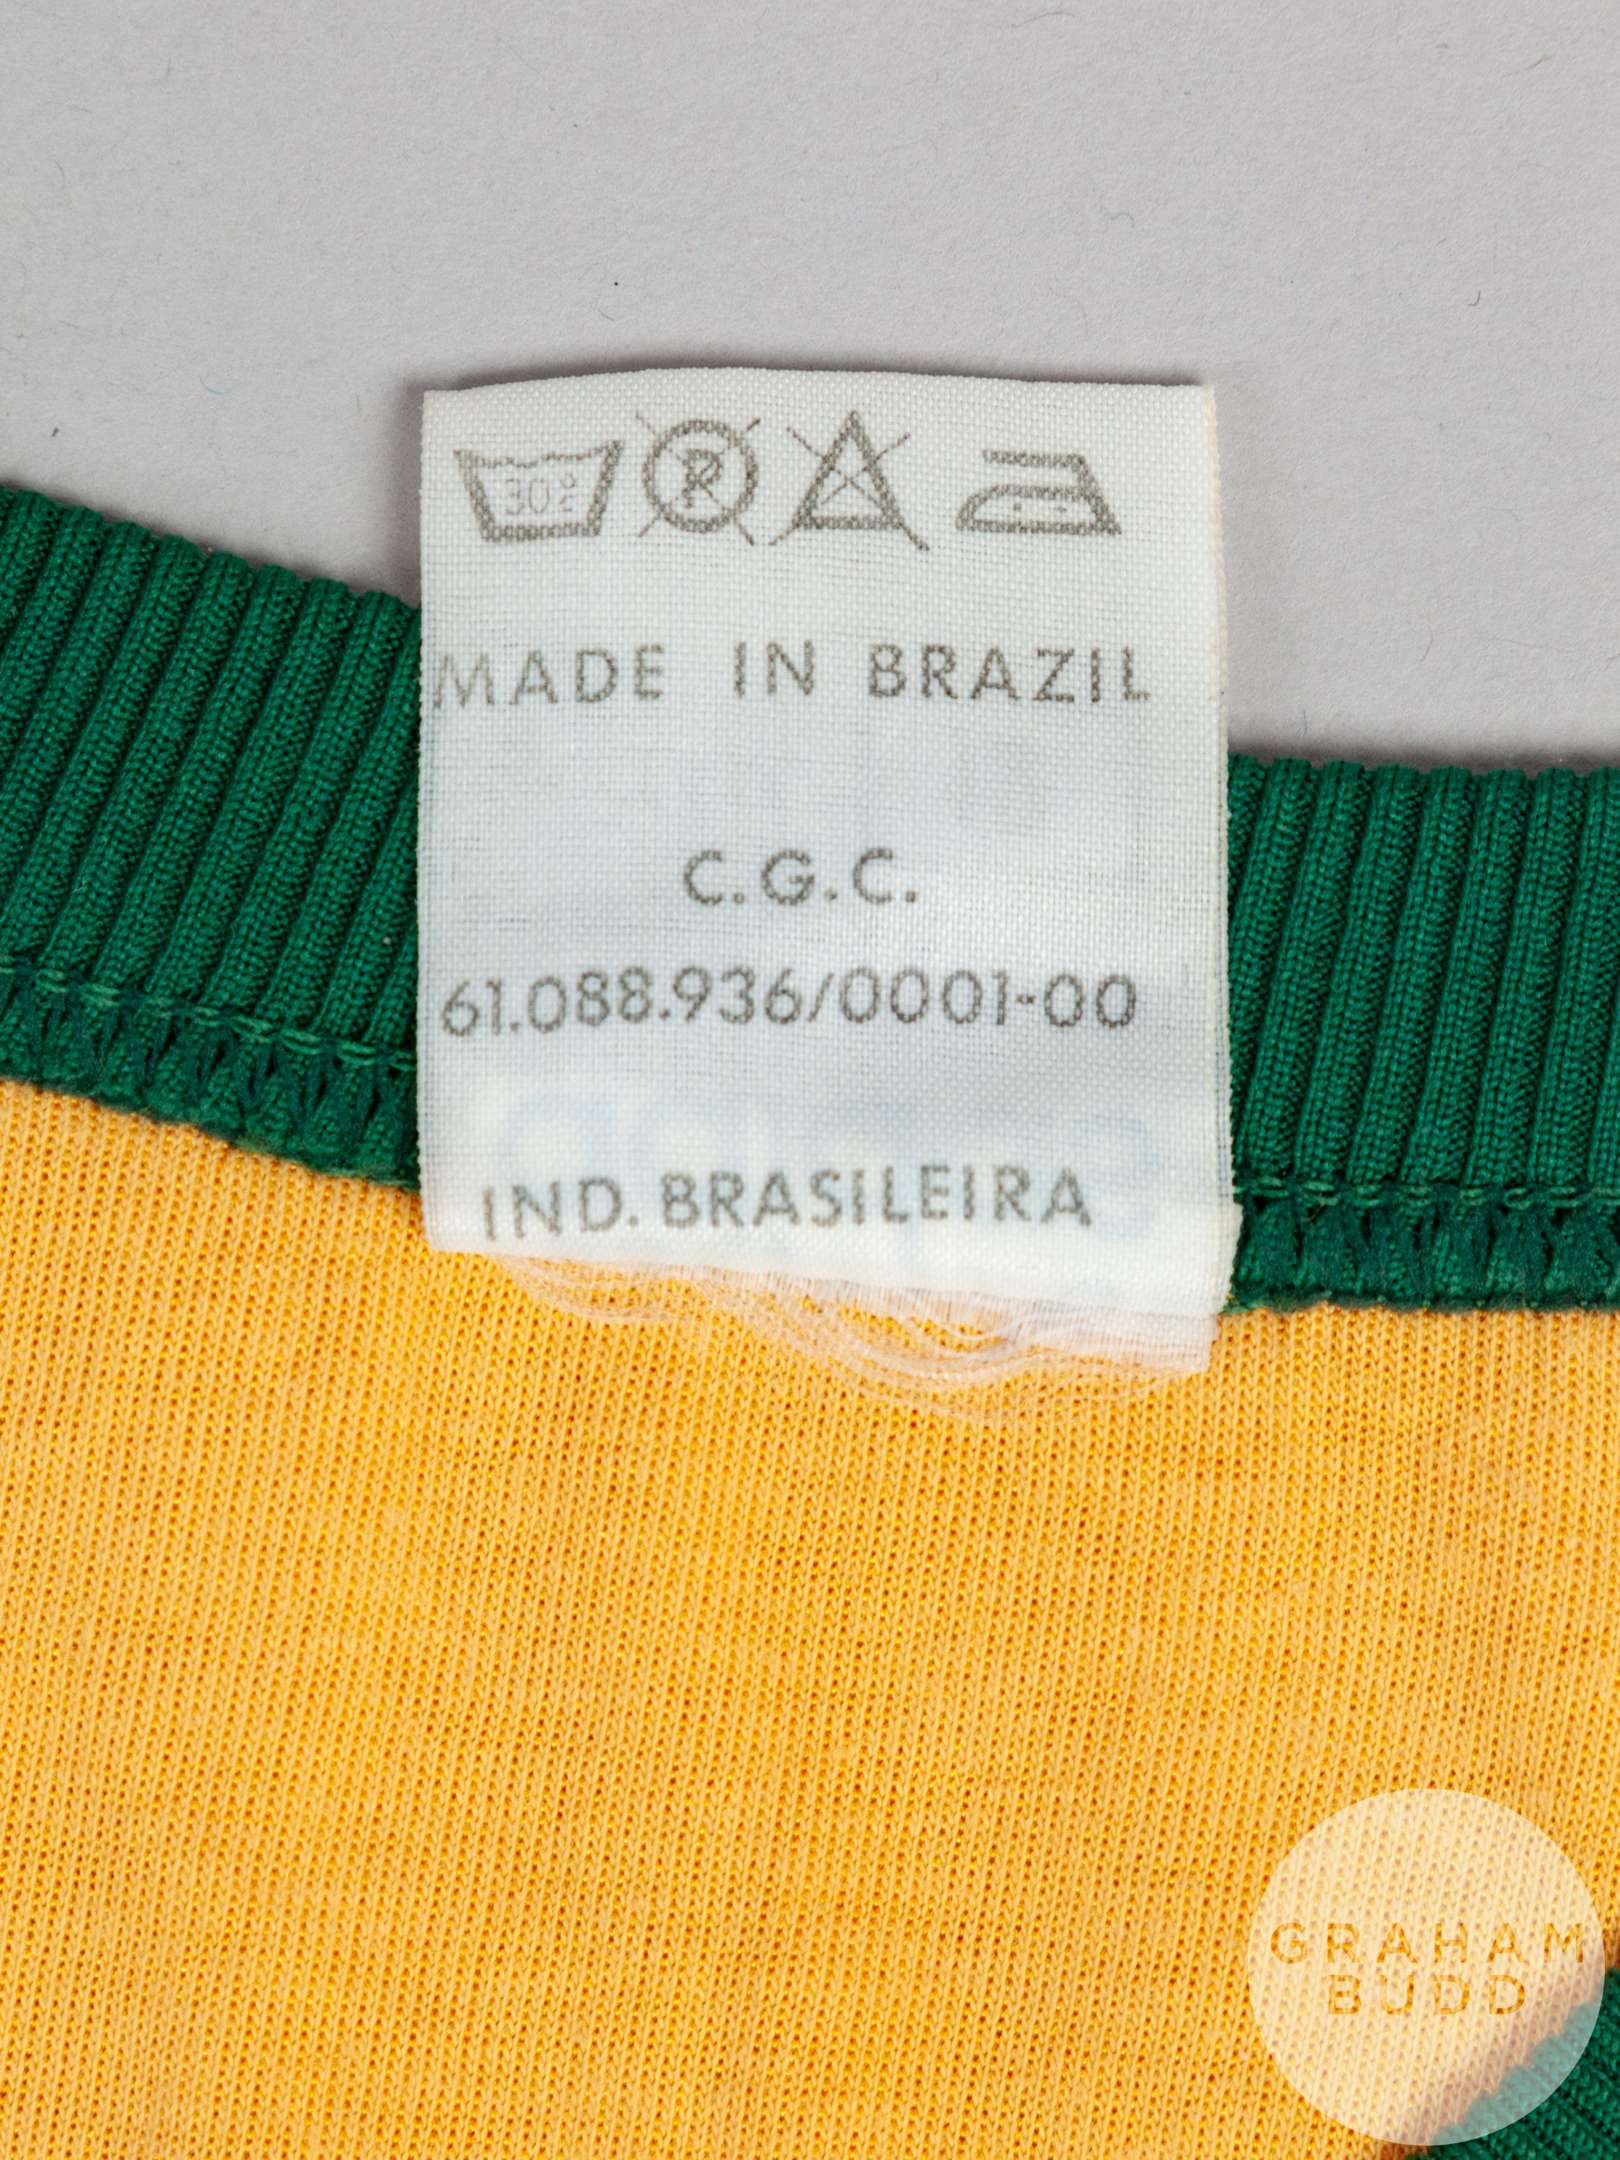 30°C
P
MADE IN BRAZIL
C.G.C.
61.088.936/0001-00
IND. BRASILEIRA
GRAHAM
BUDD